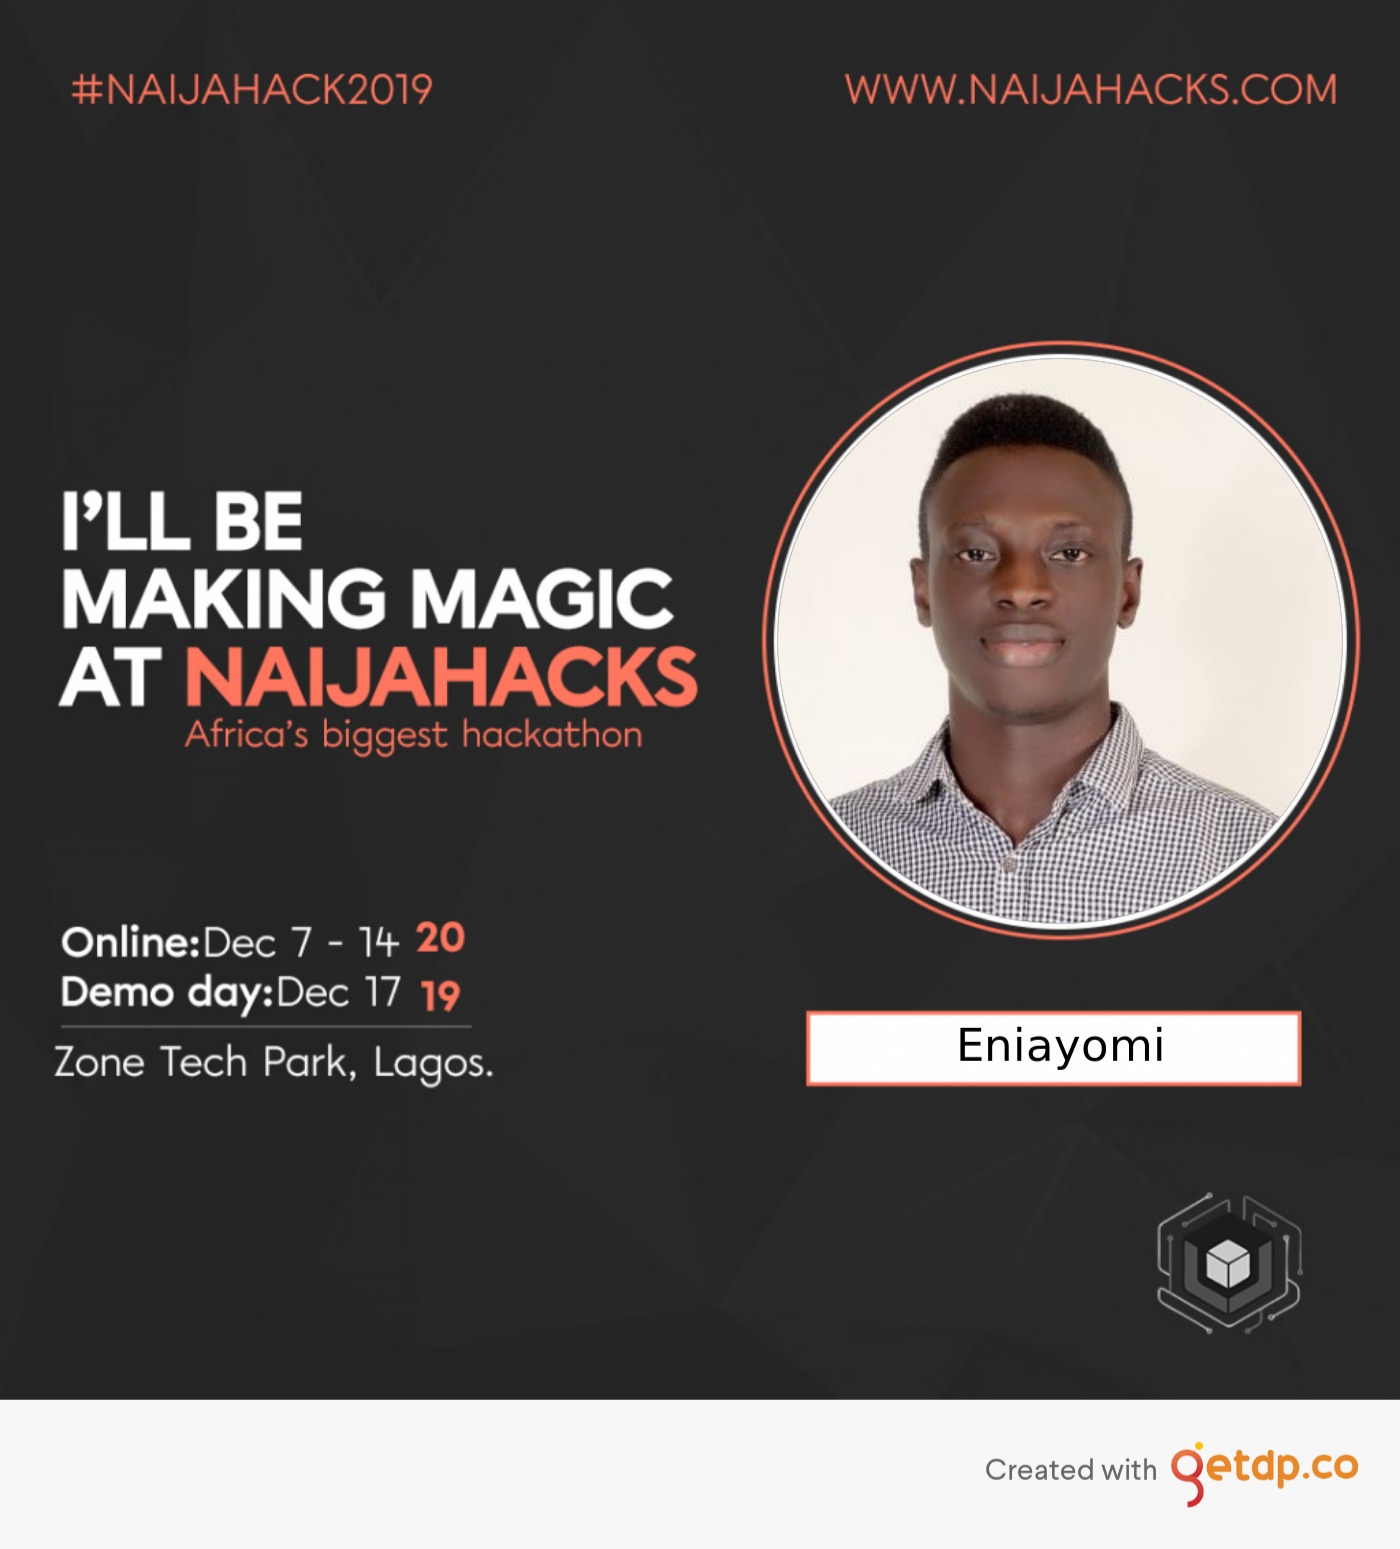 #NAIJAHACK2019
WWW.NAIJAHACKS.COM
I'LL BE
MAKING MAGIC
AT NAIJAHACKS
Africa's biggest hackathon
Online:Dec 7 - 14 20
Demo day:Dec 17 19
Zone Tech Park, Lagos.
Eniayomi
Created with getdp.co